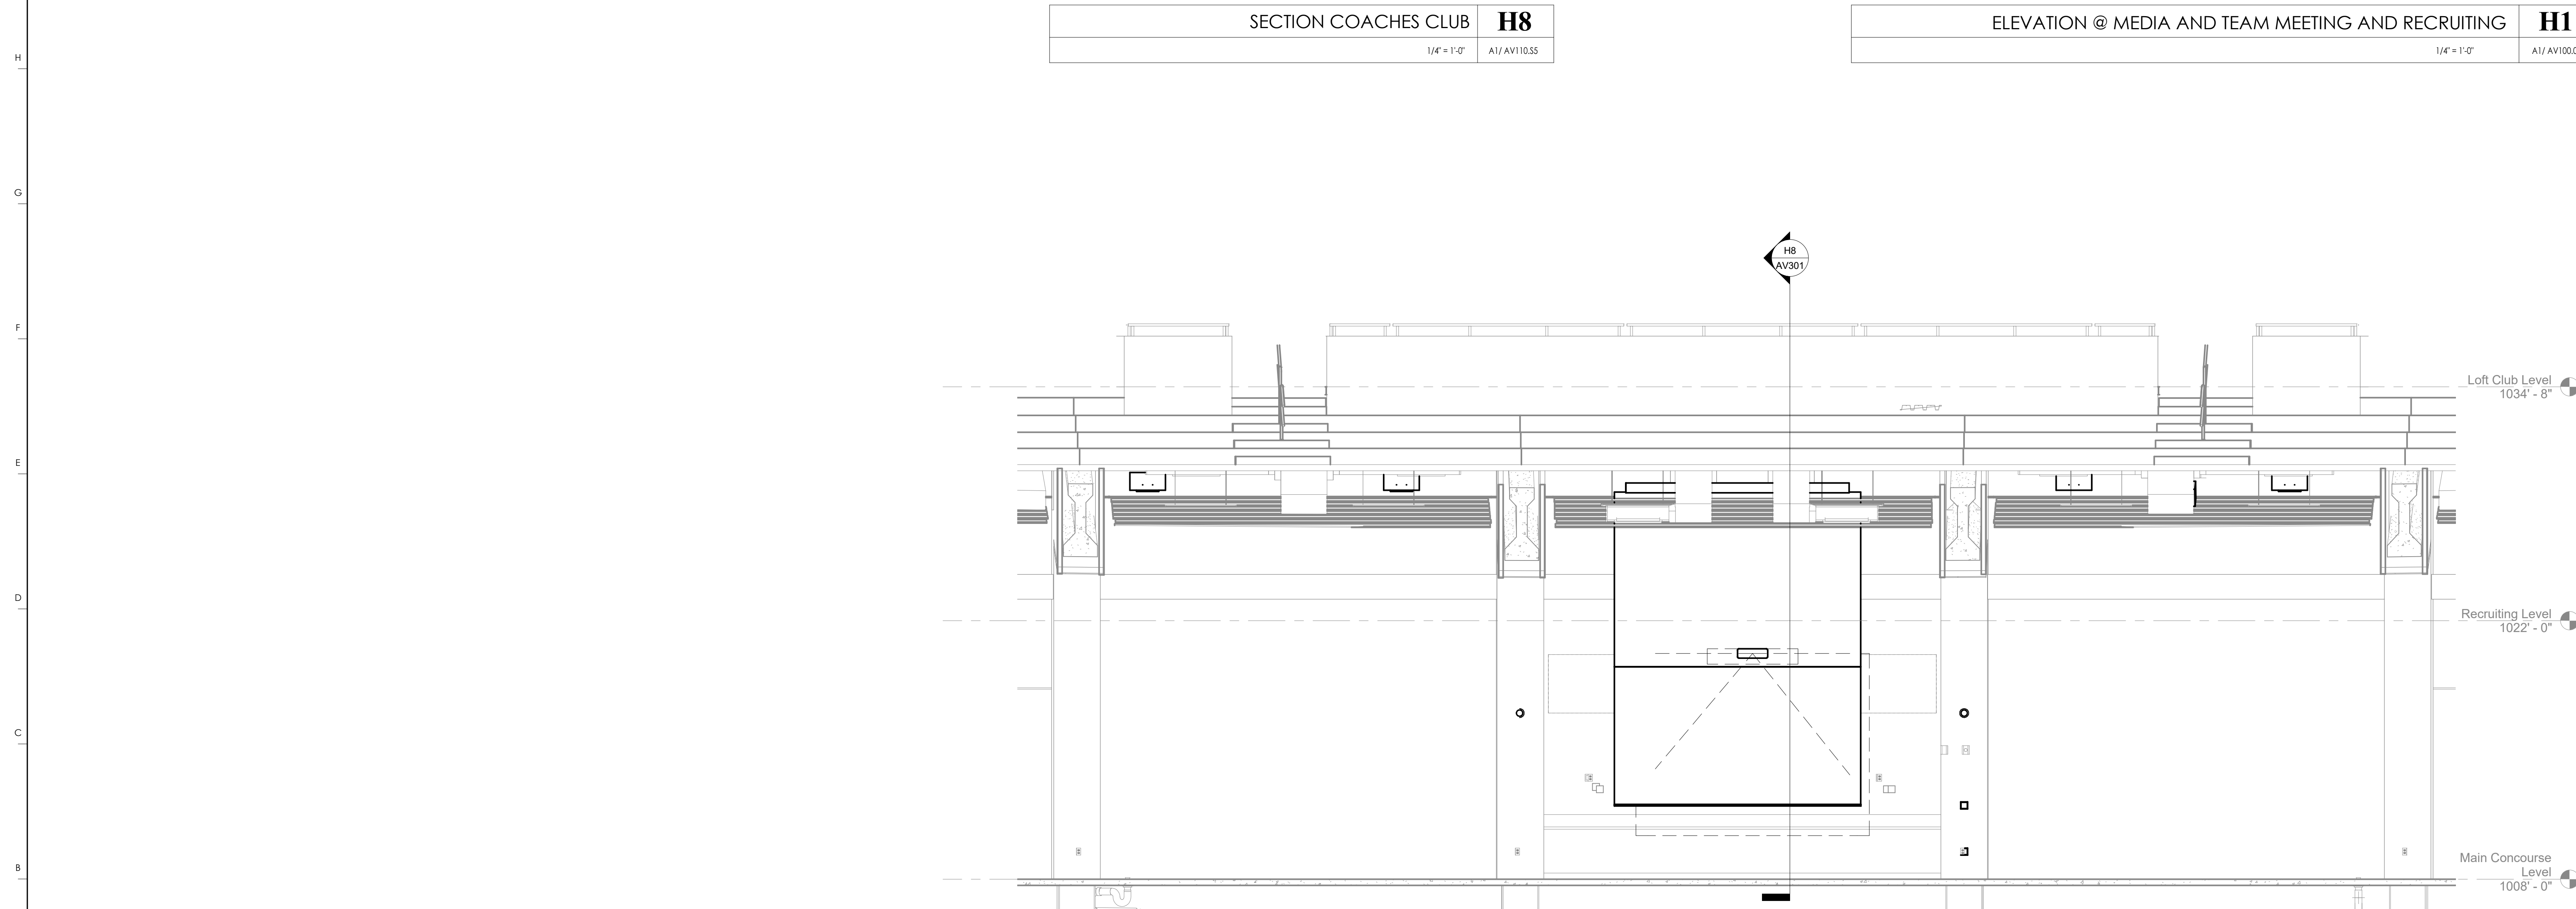 SECTION COACHES CLUB
H8
1/4" = 1'-0"
A1/ AV110.S5
ELEVATION @ MEDIA AND TEAM MEETING AND RECRUITING
H1
1/4" = 1'-0"
A1/ AV100.
H
G
H8
AV301
F
Loft Club Level
1034' - 8"
E
D
Recruiting Level
1022' - 0"
C
B
Main Concourse
Level
1008' - 0"